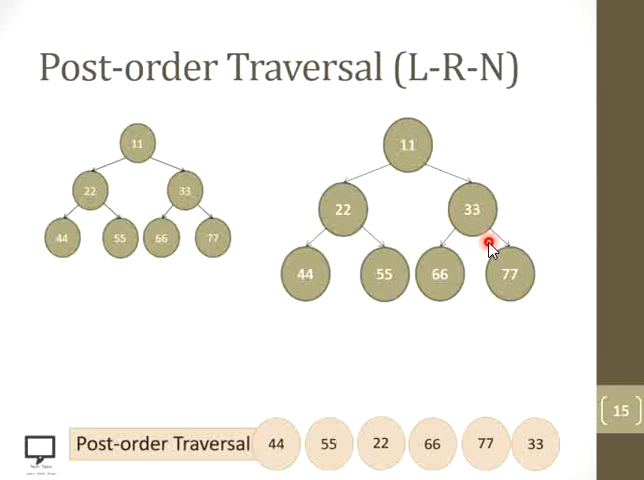 Post-order Traversal (L-R-N)
11
22 33
44 55 66 77
11
22 33
44 55 66 77
15
Post-order Traversal 44 55 22 66 77 33